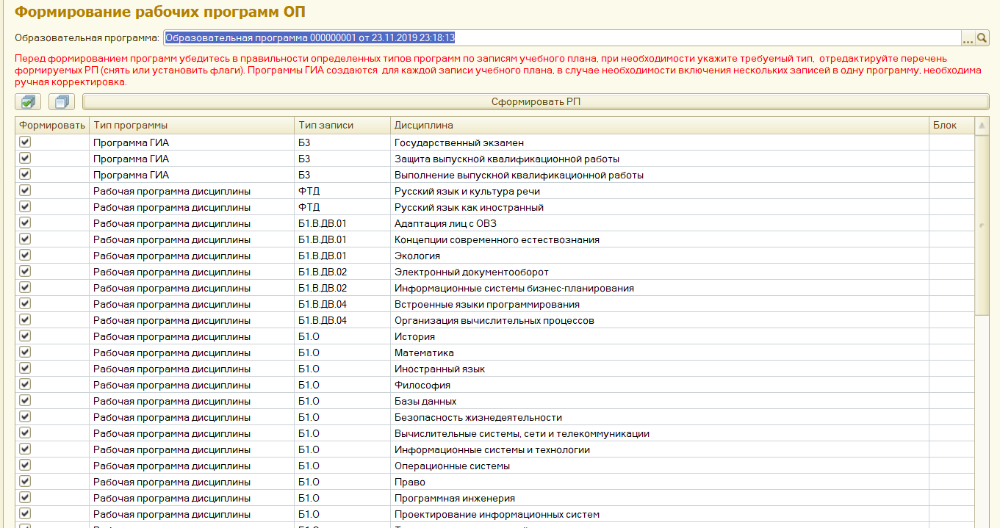 Формирование рабочих программ ОП
Образовательная программа: Образовательная программа 000000001 от 23.11.2019 23:18:13 ...
Перед формированием программ убедитесь в правильности определенных типов программ по записям учебного плана, при необходимости укажите требуемый тип, отредактируйте перечень
формируемых РП (снять или установить флаги). Программы ГИА создаются для каждой записи учебного плана, в случае необходимости включения нескольких записей в одну программу, необходима
ручная корректировка.
Сформировать РП
Формировать Тип программы Тип записи Дисциплина Блок
Программа ГИА Б3 Государственный экзамен
Программа ГИА Б3 Защита выпускной квалификационной работы
Программа ГИА Б3 Выполнение выпускной квалификационной работы
Рабочая программа дисциплины ФТД Русский язык и культура речи
Рабочая программа дисциплины ФТД Русский язык как иностранный
Рабочая программа дисциплины Б1.В.ДВ.01 Адаптация лиц с ОВЗ
Рабочая программа дисциплины Б1.В.ДВ.01 Концепции современного естествознания
Рабочая программа дисциплины Б1.В.ДВ.01 Экология
Рабочая программа дисциплины Б1.В.ДВ.02 Электронный документооборот
Рабочая программа дисциплины Б1.В.ДВ.02 Информационные системы бизнес-планирования
Рабочая программа дисциплины Б1.В.ДВ.04 Встроенные языки программирования
Рабочая программа дисциплины Б1.В.ДВ.04 Организация вычислительных процессов
Рабочая программа дисциплины Б1.О История
Рабочая программа дисциплины Б1.О Математика
Рабочая программа дисциплины Б1.О Иностранный язык
Рабочая программа дисциплины Б1.О Философия
Рабочая программа дисциплины Б1.О Базы данных
Рабочая программа дисциплины Б1.О Безопасность жизнедеятельности
Рабочая программа дисциплины Б1.О Вычислительные системы, сети и телекоммуникации
Рабочая программа дисциплины Б1.О Информационные системы и технологии
Рабочая программа дисциплины Б1.О Операционные системы
Рабочая программа дисциплины Б1.О Право
Рабочая программа дисциплины Б1.О Программная инженерия
Рабочая программа дисциплины Б1.О Проектирование информационных систем